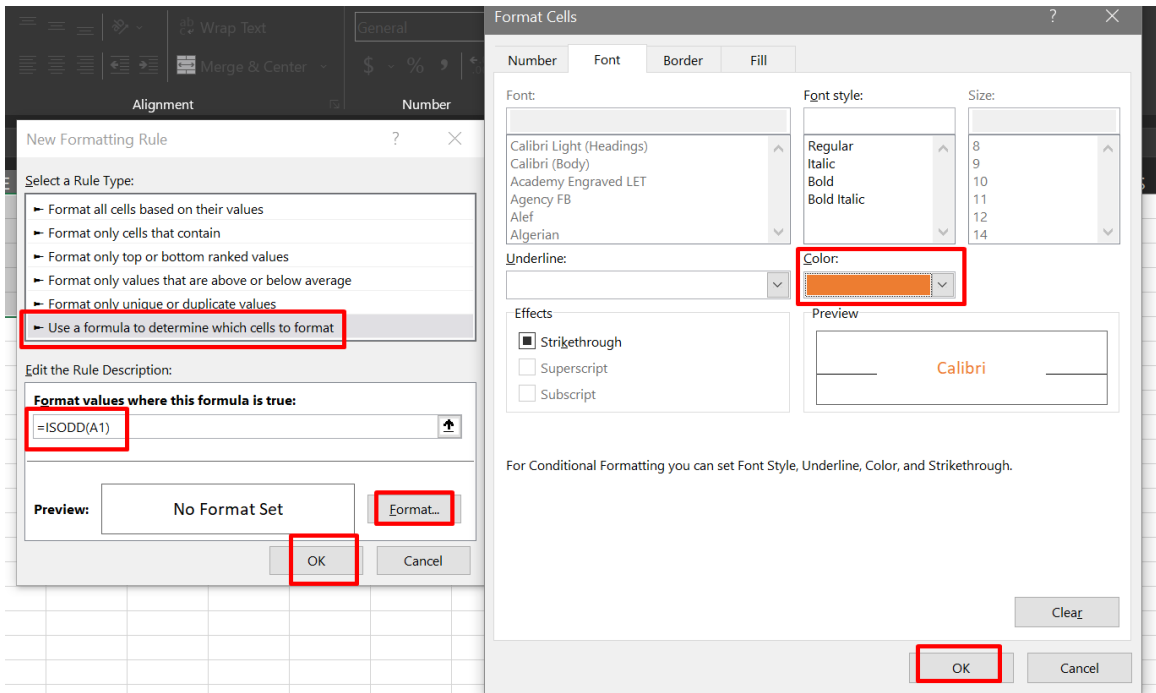 Wrap Text
General
Merge & Center
$ %
Alignment
Number
New Formatting Rule
?
Select a Rule Type:
► Format all cells based on their values
► Format only cells that contain
► Format only top or bottom ranked values
► Format only values that are above or below average
► Format only unique or duplicate values
► Use a formula to determine which cells to format
Edit the Rule Description:
Format values where this formula is true:
=ISODD(A1)
Preview:
No Format Set
Format...
OK
Cancel
Format Cells
?
Number
Font
Border
Fill
Font:
Calibri Light (Headings)
Calibri (Body)
Academy Engraved LET
Agency FB
Alef
Algerian
Font style:
Regular
Italic
Bold
Bold Italic
Size:
8
9
10
11
12
14
Underline:
Color:
Effects
Strikethrough
Superscript
Subscript
Preview
Calibri
For Conditional Formatting you can set Font Style, Underline, Color, and Strikethrough.
Clear
OK
Cancel